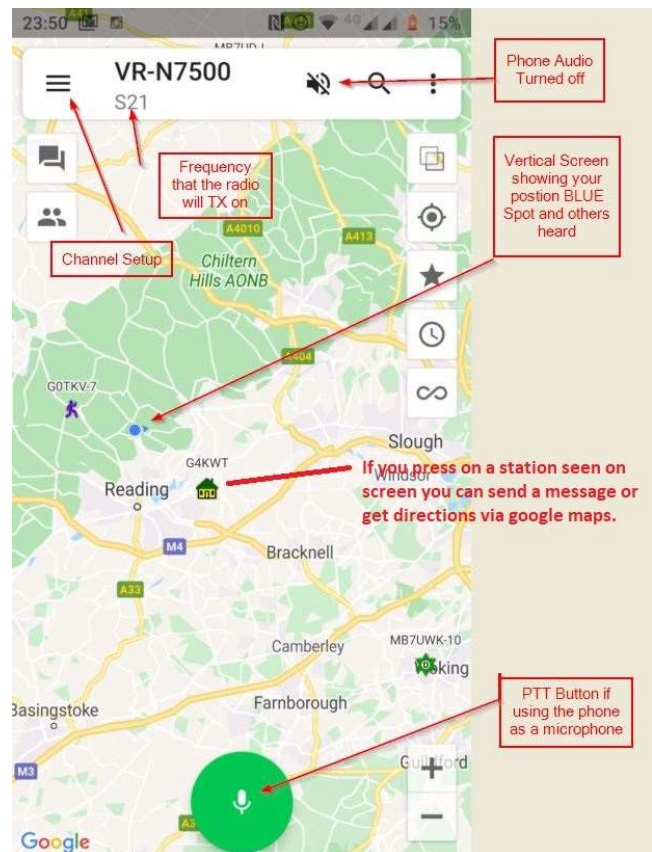 23:50
4G
15%
VR-N7500
S21
Phone Audio
Turned off
Frequency
that the radio
will TX on
Vertical Screen
showing your
postion BLUE
Spot and others
heard
Channel Setup
A4010
A413
Chiltern
Hills AONB
A404
G0TKV-7
Slough
G4KWT
Windsor
Reading
If you press on a station seen on
screen you can send a message or
get directions via google maps.
M4
Bracknell
A33
Camberley
MB7UWK-10
Basingstoke
Farnborough
PTT Button if
using the phone
as a microphone
M3
Google